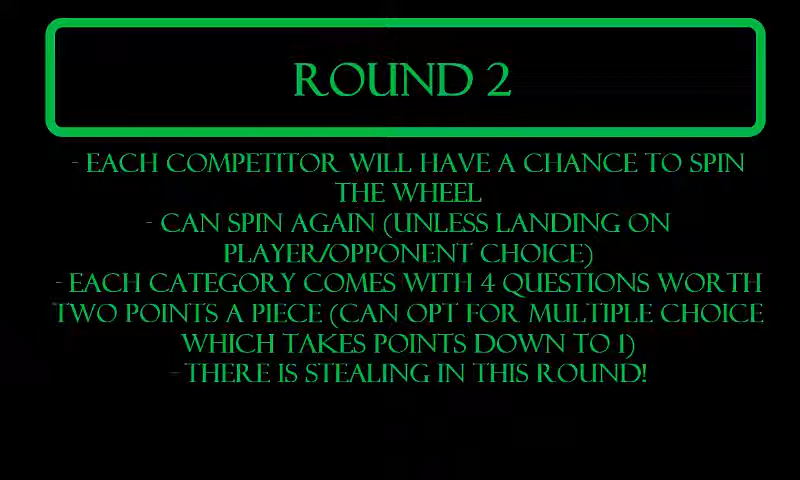 ROUND 2
- EACH COMPETITOR WILL HAVE A CHANCE TO SPIN
THE WHEEL
- CAN SPIN AGAIN (UNLESS LANDING ON
PLAYER/OPPONENT CHOICE)
- EACH CATEGORY COMES WITH 4 QUESTIONS WORTH
TWO POINTS A PIECE (CAN OPT FOR MULTIPLE CHOICE
WHICH TAKES POINTS DOWN TO 1)
- THERE IS STEALING IN THIS ROUND!